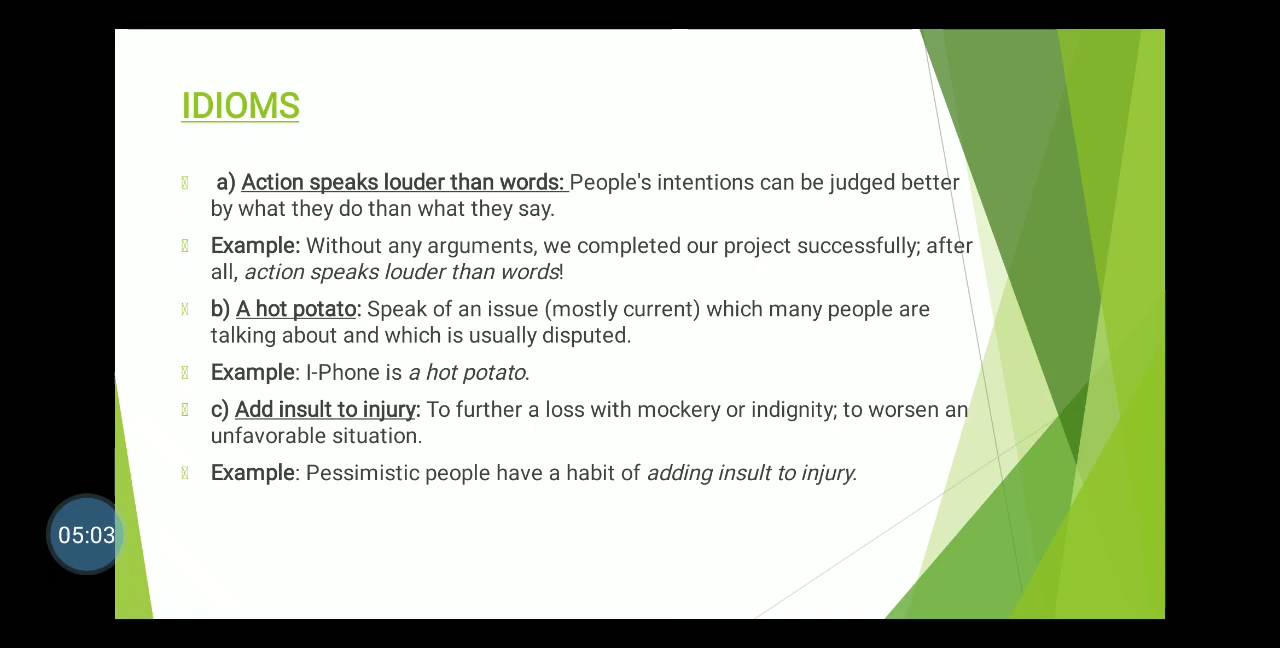 IDIOMS
a) Action speaks louder than words: People's intentions can be judged better
by what they do than what they say.
Example: Without any arguments, we completed our project successfully; after
all, action speaks louder than words!
b) A hot potato: Speak of an issue (mostly current) which many people are
talking about and which is usually disputed.
Example: I-Phone is a hot potato.
c) Add insult to injury: To further a loss with mockery or indignity; to worsen an
unfavorable situation.
Example: Pessimistic people have a habit of adding insult to injury.
05:03